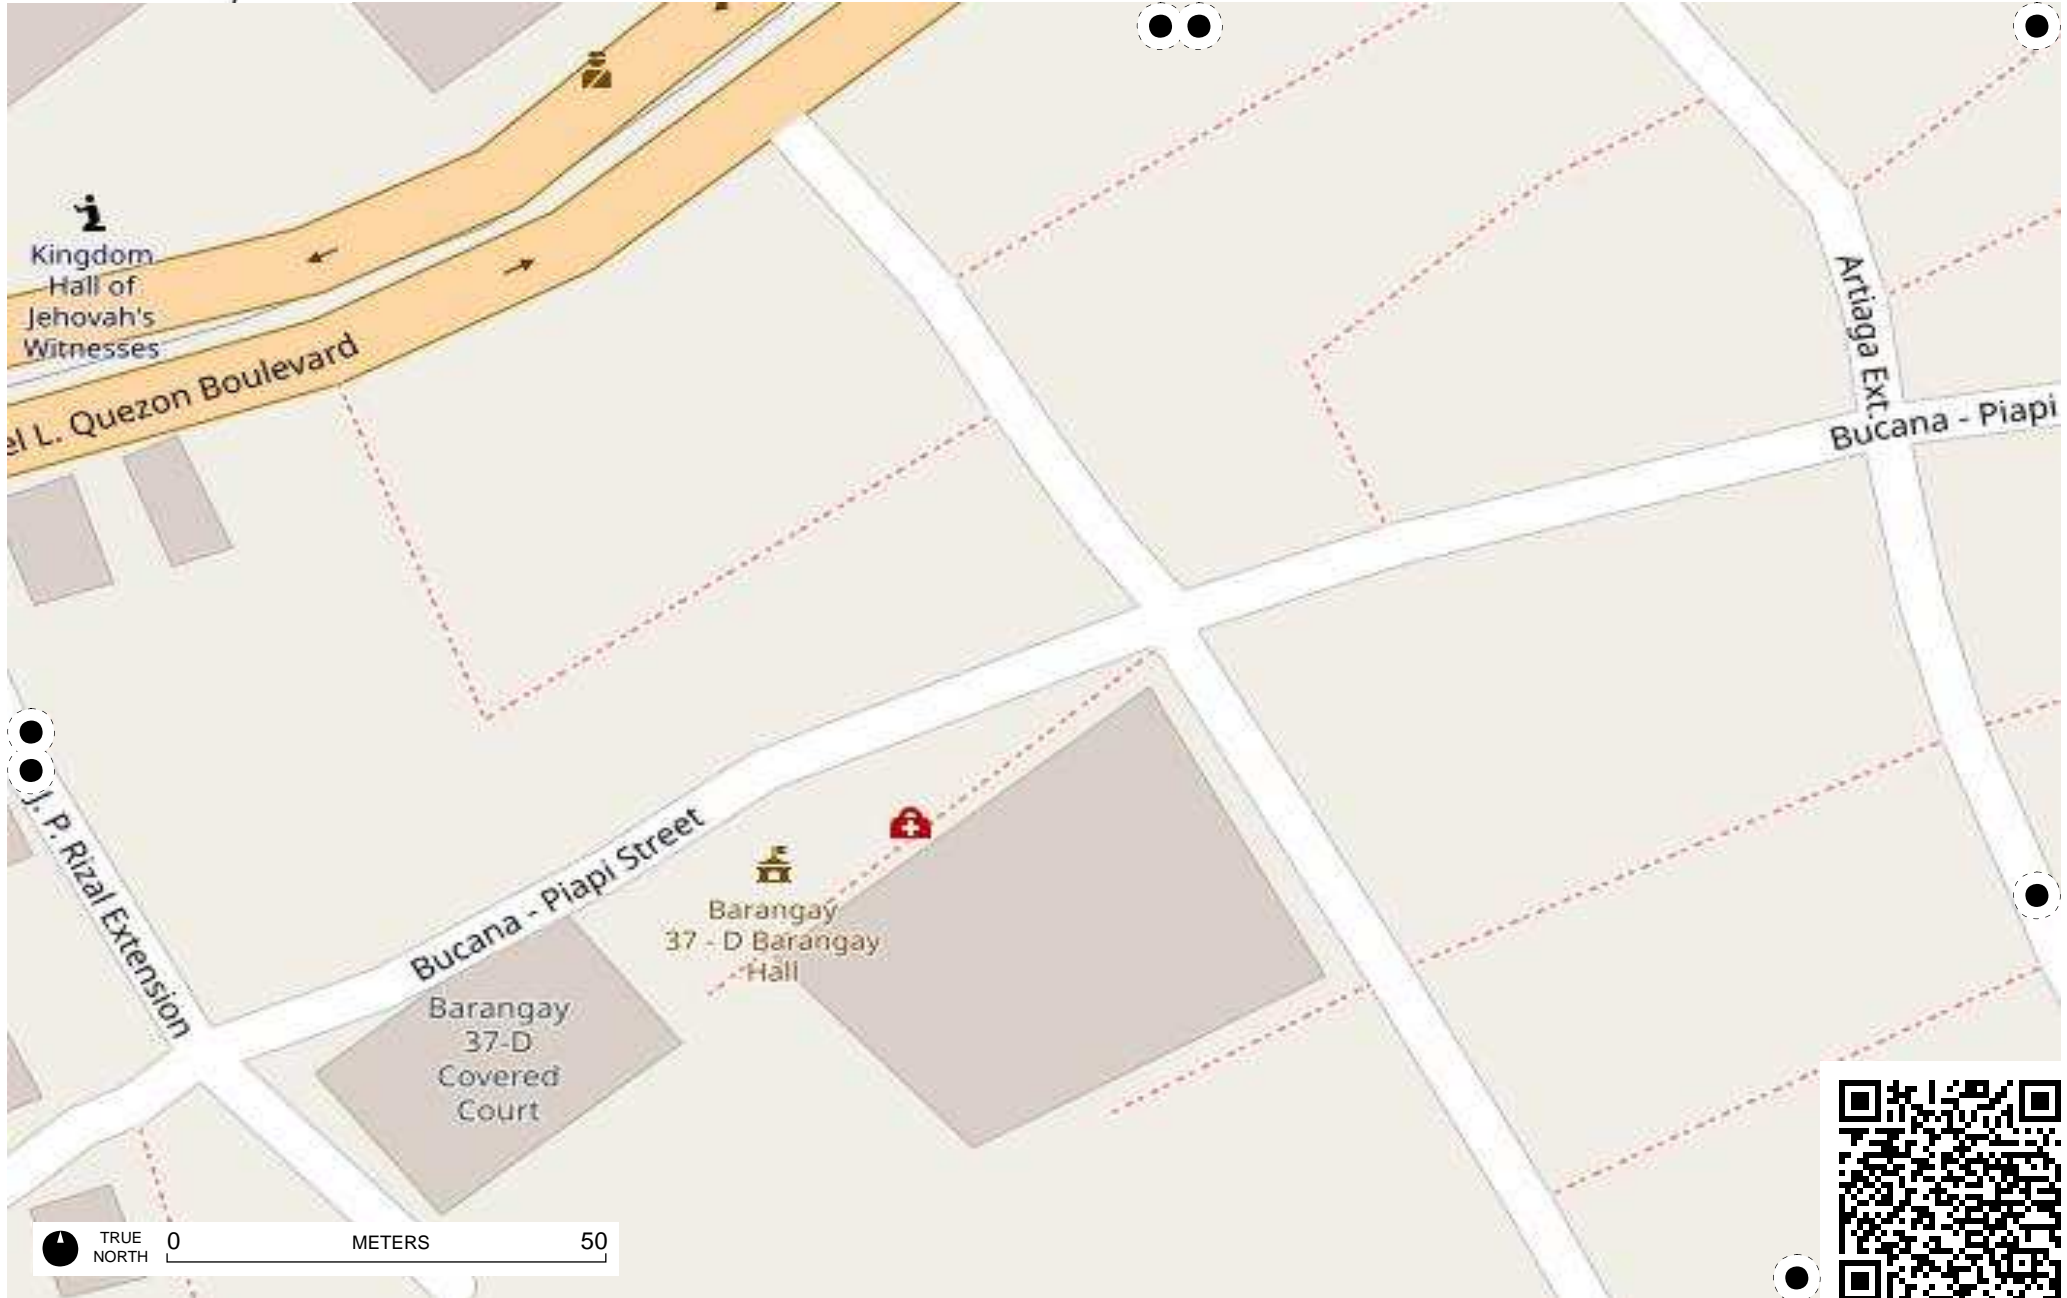 Kingdom
Hall of
Jehovah's
Witnesses
el L. Quezon Boulevard
Artiaga Ext.
Bucana - Piapi
J. P. Rizal Extension
Bucana - Piapi Street
Barangay
37 - D Barangay
Hall
Barangay
37-D
Covered
Court
TRUE
NORTH
0 METERS 50